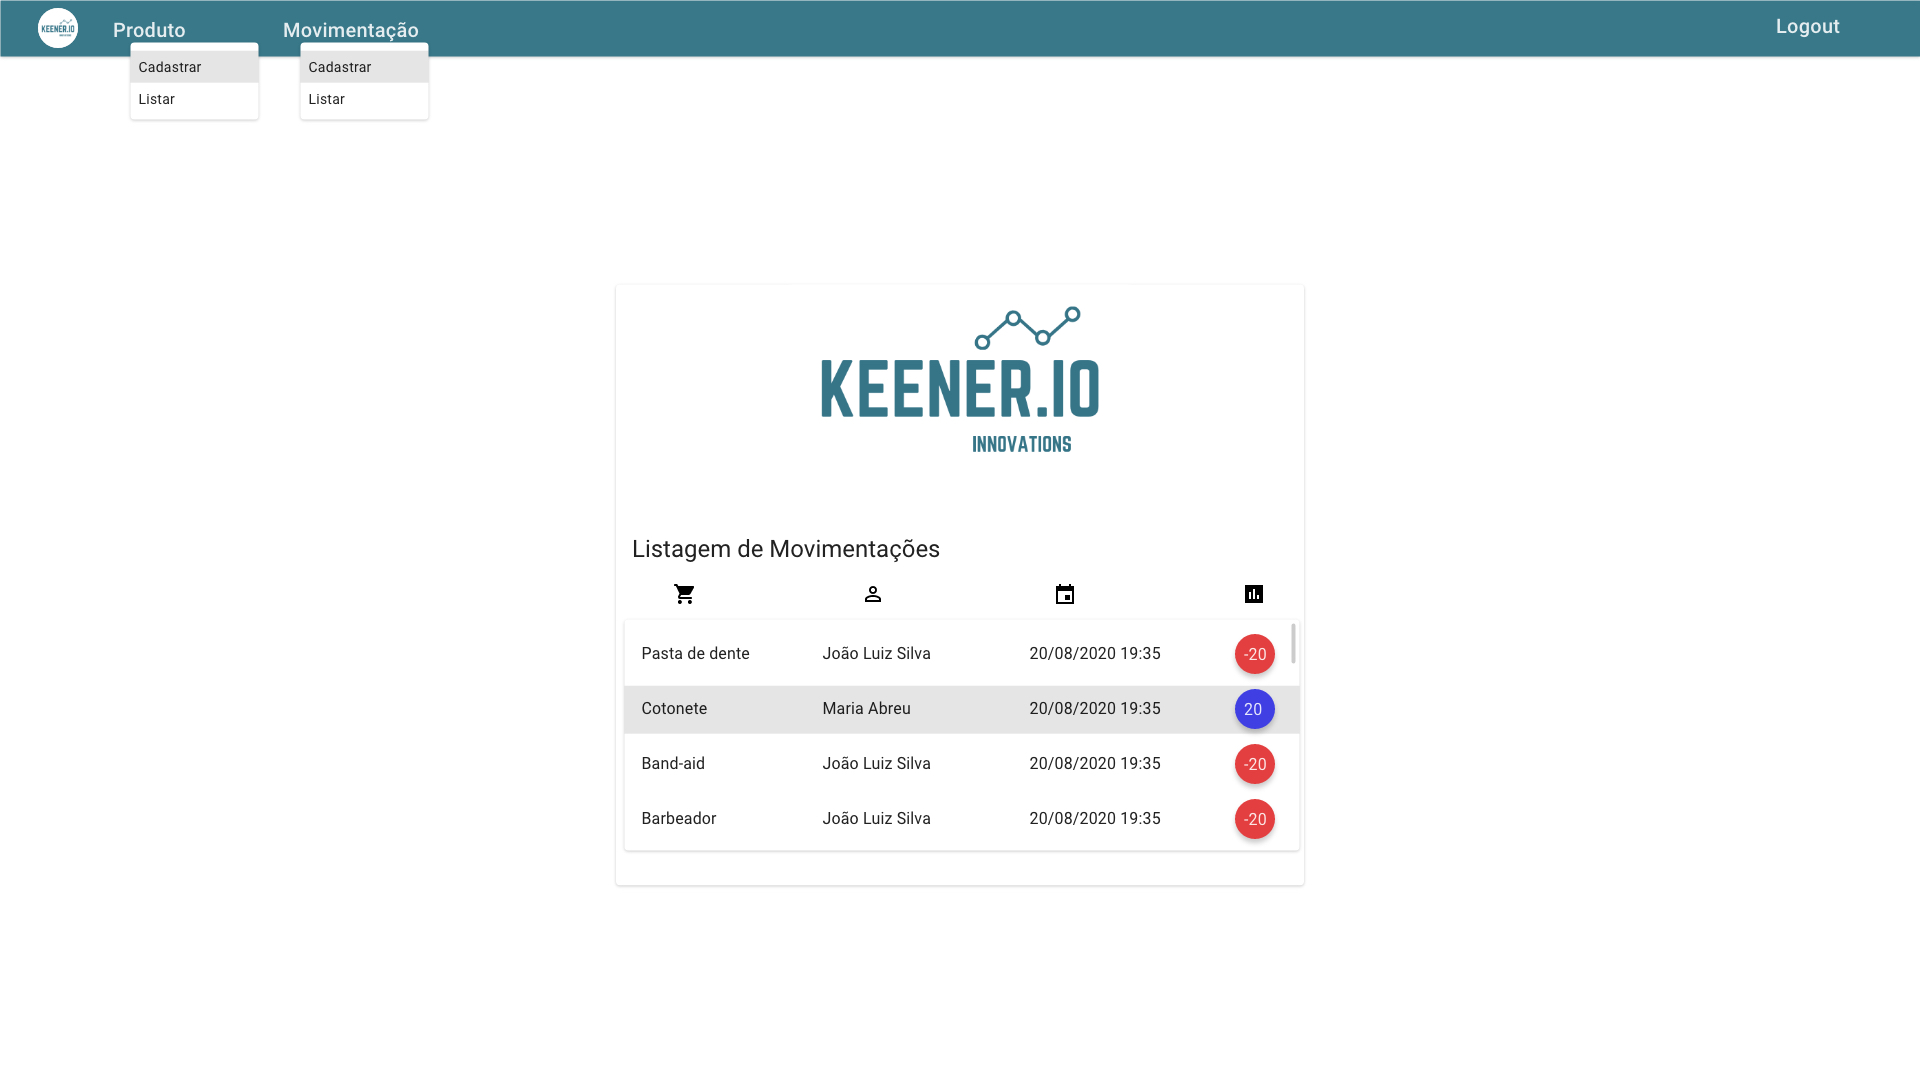 KEENER.IO
Produto
Movimentação
Logout
Cadastrar
Listar
Cadastrar
Listar
KEENER.IO
INNOVATIONS
Listagem de Movimentações
Pasta de dente João Luiz Silva 20/08/2020 19:35 -20
Cotonete Maria Abreu 20/08/2020 19:35 20
Band-aid João Luiz Silva 20/08/2020 19:35 -20
Barbeador João Luiz Silva 20/08/2020 19:35 -20